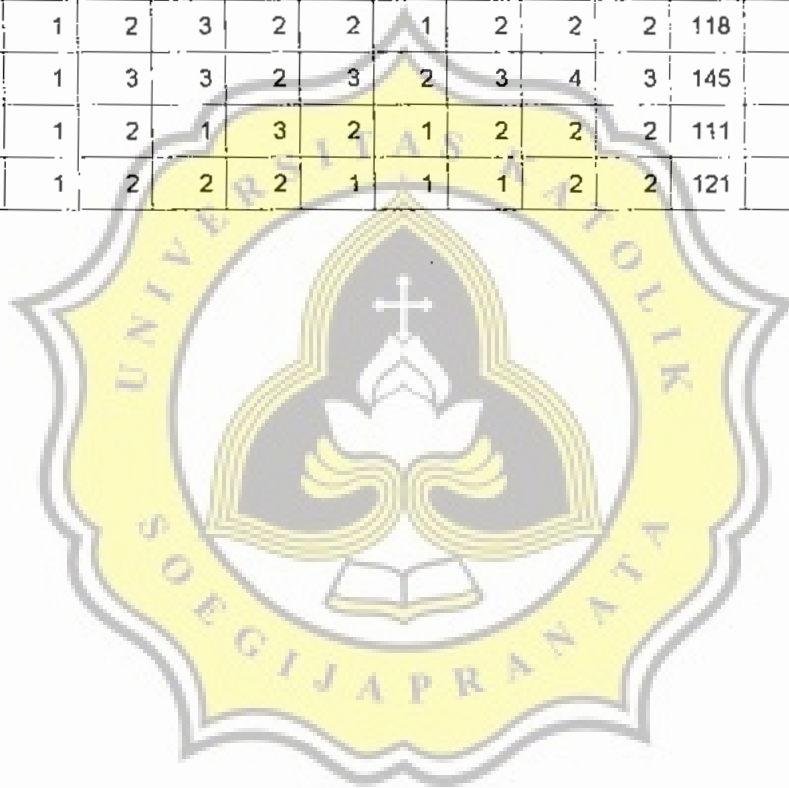 1 2 3 2 2 1 2 2 2 118
1 3 3 2 3 2 3 4 3 145
1 2 1 3 2 1 2 2 2 111
1 2 2 2 1 1 1 2 2 121
UNIVERSITAS KATOLIK
SOEGIJAPRANATA